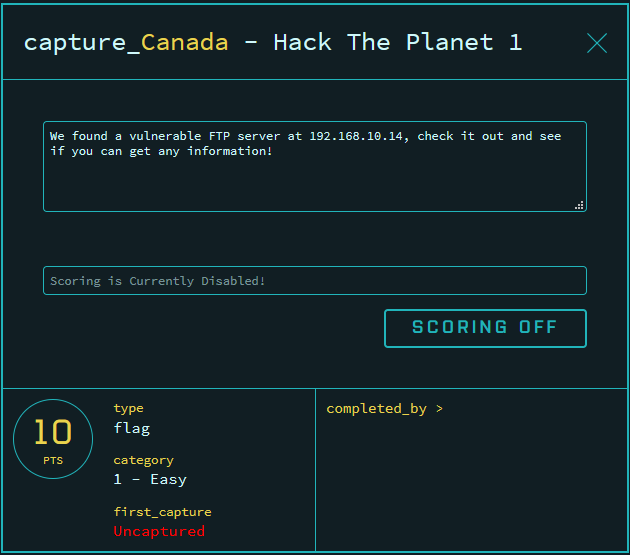 capture_Canada – Hack The Planet 1
We found a vulnerable FTP server at 192.168.10.14, check it out and see
if you can get any information!
Scoring is Currently Disabled!
SCORING OFF
10
PTS
type
flag
category
1 - Easy
first_capture
Uncaptured
completed_by >